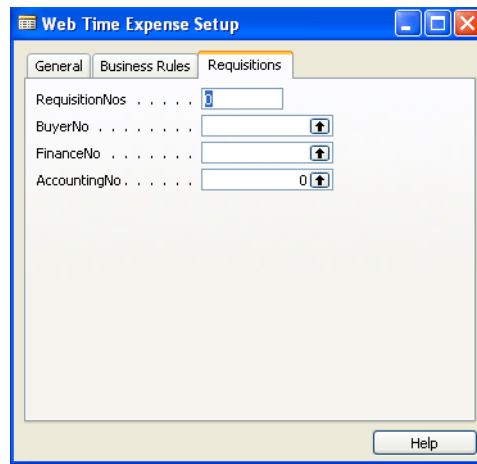 Web Time Expense Setup
General Business Rules Requisitions
RequisitionNos . . . . . 0
BuyerNo . . . . . . . .
FinanceNo . . . . . . .
AccountingNo. . . . . . 0
Help